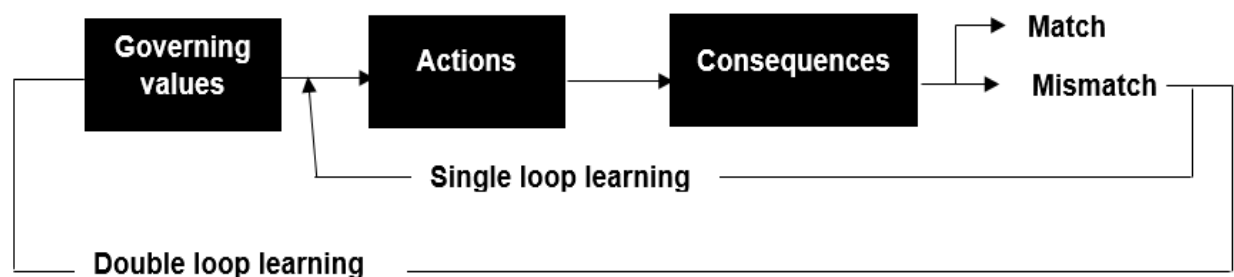 Governing
values
Actions
Consequences
Match
Mismatch
Single loop learning
Double loop learning